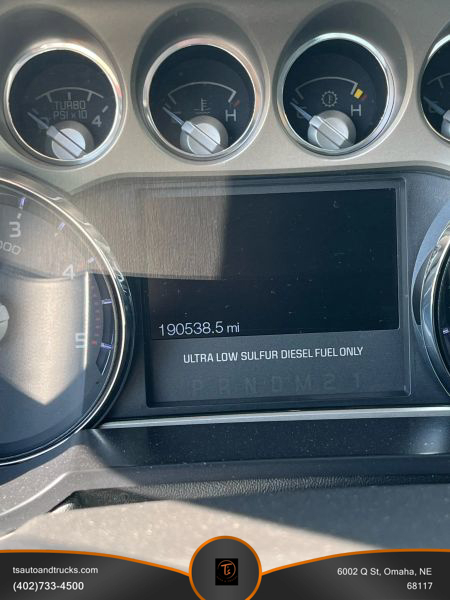 TURBO
PSI x 10
4
H
H
3
4
5
190538.5 mi
ULTRA LOW SULFUR DIESEL FUEL ONLY
P R N D M 2 1
tsautoandtrucks.com
(402)733-4500
6002 Q St, Omaha, NE
68117